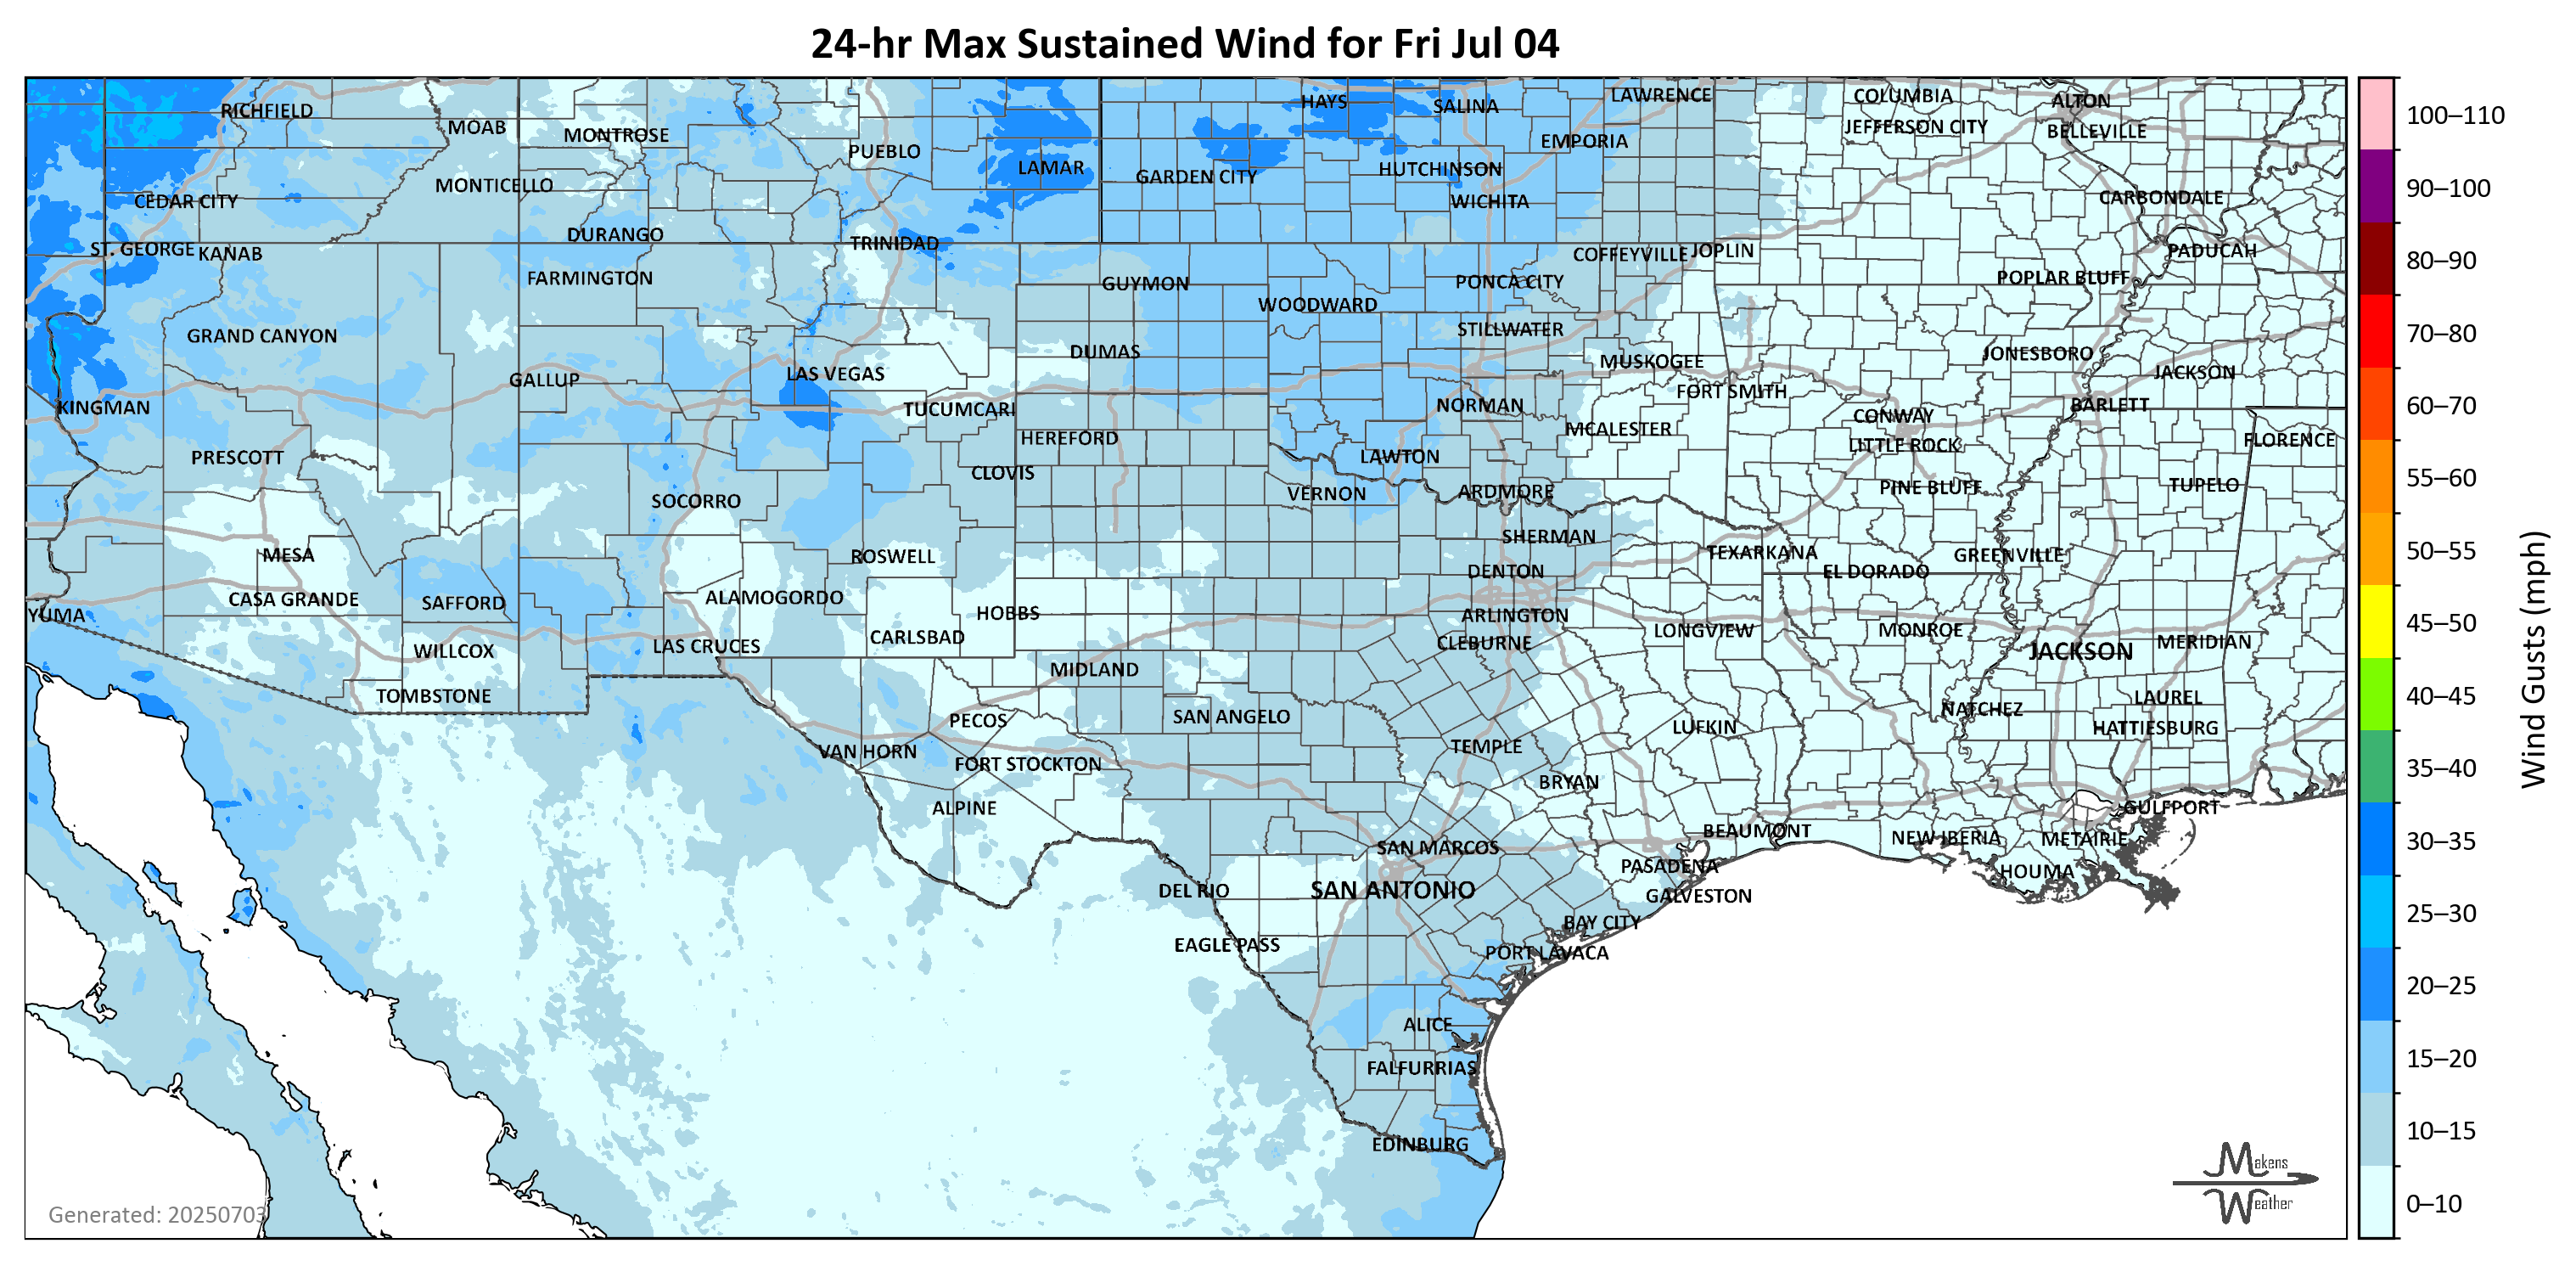 24-hr Max Sustained Wind for Fri Jul 04
RICHFIELD
MOAB
MONTROSE
PUEBLO
LAMAR
HAYS
SALINA
LAWRENCE
COLUMBIA
ALTON
JEFFERSON CITY
BELLEVILLE
EMPORIA
HUTCHINSON
GARDEN CITY
WICHITA
MONTICELLO
CEDAR CITY
CARBONDALE
DURANGO
TRINIDAD
ST. GEORGE
KANAB
COFFEYVILLE
JOPLIN
PADUCAH
FARMINGTON
GUYMON
PONCA CITY
POPLAR BLUFF
WOODWARD
GRAND CANYON
STILLWATER
DUMAS
MUSKOGEE
JONESBORO
GALLUP
LAS VEGAS
JACKSON
FORT SMITH
KINGMAN
TUCUMCARI
NORMAN
BARLETT
CONWAY
MCALESTER
HEREFORD
LITTLE ROCK
FLORENCE
PRESCOTT
CLOVIS
LAWTON
SOCORRO
VERNON
ARDMORE
PINE BLUFF
TUPELO
SHERMAN
MESA
ROSWELL
TEXARKANA
GREENVILLE
DENTON
EL DORADO
CASA GRANDE
SAFFORD
ALAMOGORDO
YUMA
HOBBS
ARLINGTON
CARLSBAD
CLEBURNE
LONGVIEW
MONROE
WILLCOX
LAS CRUCES
JACKSON
MERIDIAN
MIDLAND
TOMBSTONE
LAUREL
PECOS
SAN ANGELO
NATCHEZ
LUFKIN
HATTIESBURG
VAN HORN
TEMPLE
FORT STOCKTON
BRYAN
ALPINE
GULFPORT
BEAUMONT
NEW IBERIA
METAIRIE
SAN MARCOS
PASADENA
HOUMA
DEL RIO
SAN ANTONIO
GALVESTON
BAY CITY
EAGLE PASS
PORT LAVACA
ALICE
FALFURRIAS
EDINBURG
Generated: 20250703
Makens
Weather
100–110
90–100
80–90
70–80
60–70
55–60
50–55
45–50
40–45
35–40
30–35
25–30
20–25
15–20
10–15
0–10
Wind Gusts (mph)